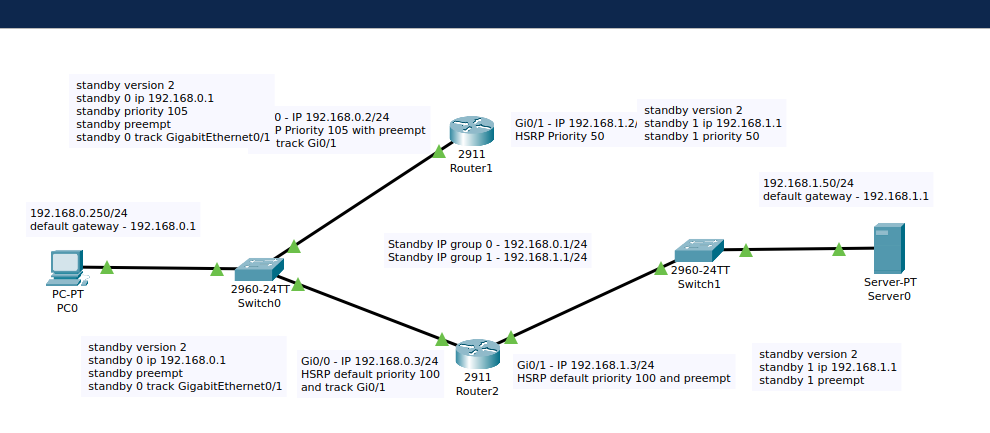 standby version 2
standby 0 ip 192.168.0.1
standby priority 105
standby preempt
standby 0 track GigabitEthernet0/1
0 - IP 192.168.0.2/24
P Priority 105 with preempt
track Gi0/1
2911
Router1
Gi0/1 - IP 192.168.1.2/
HSRP Priority 50
standby version 2
standby 1 ip 192.168.1.1
standby 1 priority 50
192.168.1.50/24
default gateway - 192.168.1.1
192.168.0.250/24
default gateway - 192.168.0.1
Standby IP group 0 - 192.168.0.1/24
Standby IP group 1 - 192.168.1.1/24
PC-PT
PC0
2960-24TT
Switch0
2960-24TT
Switch1
Server-PT
Server0
standby version 2
standby 0 ip 192.168.0.1
standby preempt
standby 0 track GigabitEthernet0/1
Gi0/0 - IP 192.168.0.3/24
HSRP default priority 100
and track Gi0/1
2911
Router2
Gi0/1 - IP 192.168.1.3/24
HSRP default priority 100 and preempt
standby version 2
standby 1 ip 192.168.1.1
standby 1 preempt